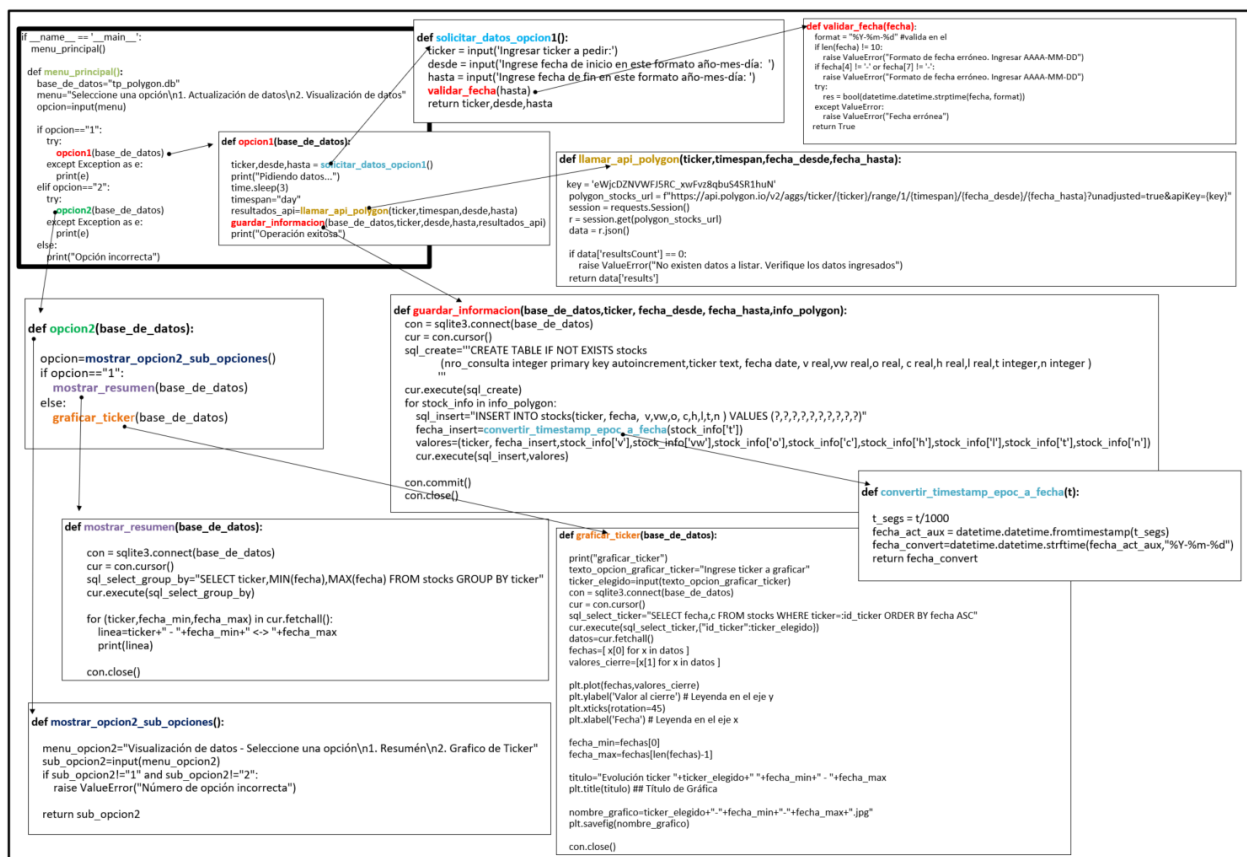 if __name__ == '__main__':
menu_principal()
def menu_principal():
base_de_datos="tp_polygon.db"
menu="Seleccione una opción\n1. Actualización de datos\n2. Visualización de datos"
opcion=input(menu)
if opcion=="1":
try:
opcion1(base_de_datos)
except Exception as e:
print(e)
elif opcion=="2":
try:
opcion2(base_de_datos)
except Exception as e:
print(e)
else:
print("Opción incorrecta")
def opcion1(base_de_datos):
ticker,desde,hasta = solicitar_datos_opcion1()
print("Pidiendo datos...")
time.sleep(3)
timespan="day"
resultados_api=llamar_api_polygon(ticker,timespan,desde,hasta)
guardar_informacion(base_de_datos,ticker,desde,hasta,resultados_api)
print("Operación exitosa")
def solicitar_datos_opcion1():
ticker = input('Ingresar ticker a pedir:')
desde = input('Ingrese fecha de inicio en este formato año-mes-día: ')
hasta = input('Ingrese fecha de fin en este formato año-mes-día: ')
validar_fecha(hasta)
return ticker,desde,hasta
def validar_fecha(fecha):
format = "%Y-%m-%d" #valida en el
if len(fecha) != 10:
raise ValueError("Formato de fecha erróneo. Ingresar AAAA-MM-DD")
if fecha[4] != '-' or fecha[7] != '-':
raise ValueError("Formato de fecha erróneo. Ingresar AAAA-MM-DD")
try:
res = bool(datetime.datetime.strptime(fecha, format))
except ValueError:
raise ValueError("Fecha errónea")
return True
def llamar_api_polygon(ticker,timespan,fecha_desde,fecha_hasta):
key = 'eWjcDZNVWFJ5RC_xwFvz8qbuS4SR1huN'
polygon_stocks_url = f"https://api.polygon.io/v2/aggs/ticker/{ticker}/range/1/{timespan}/{fecha_desde}/{fecha_hasta}?unadjusted=true&apiKey={key}"
session = requests.Session()
r = session.get(polygon_stocks_url)
data = r.json()
if data['resultsCount'] == 0:
raise ValueError("No existen datos a listar. Verifique los datos ingresados")
return data['results']
def opcion2(base_de_datos):
opcion=mostrar_opcion2_sub_opciones()
if opcion=="1":
mostrar_resumen(base_de_datos)
else:
graficar_ticker(base_de_datos)
def guardar_informacion(base_de_datos,ticker, fecha_desde, fecha_hasta,info_polygon):
con = sqlite3.connect(base_de_datos)
cur = con.cursor()
sql_create='''CREATE TABLE IF NOT EXISTS stocks
(nro_consulta integer primary key autoincrement,ticker text, fecha date, v real,vw real,o real, c real,h real,l real,t integer,n integer )
'''
cur.execute(sql_create)
for stock_info in info_polygon:
sql_insert="INSERT INTO stocks(ticker, fecha, v,vw,o, c,h,l,t,n ) VALUES (?,?,?,?,?,?,?,?,?,?)"
fecha_insert=convertir_timestamp_epoc_a_fecha(stock_info['t'])
valores=(ticker, fecha_insert,stock_info['v'],stock_info['vw'],stock_info['o'],stock_info['c'],stock_info['h'],stock_info['l'],stock_info['t'],stock_info['n'])
cur.execute(sql_insert,valores)
con.commit()
con.close()
def convertir_timestamp_epoc_a_fecha(t):
t_segs = t/1000
fecha_act_aux = datetime.datetime.fromtimestamp(t_segs)
fecha_convert=datetime.datetime.strftime(fecha_act_aux,"%Y-%m-%d")
return fecha_convert
def mostrar_resumen(base_de_datos):
con = sqlite3.connect(base_de_datos)
cur = con.cursor()
sql_select_group_by="SELECT ticker,MIN(fecha),MAX(fecha) FROM stocks GROUP BY ticker"
cur.execute(sql_select_group_by)
for (ticker,fecha_min,fecha_max) in cur.fetchall():
linea=ticker+" - "+fecha_min+" <-> "+fecha_max
print(linea)
con.close()
def graficar_ticker(base_de_datos):
print("graficar_ticker")
texto_opcion_graficar_ticker="Ingrese ticker a graficar"
ticker_elegido=input(texto_opcion_graficar_ticker)
con = sqlite3.connect(base_de_datos)
cur = con.cursor()
sql_select_ticker="SELECT fecha,c FROM stocks WHERE ticker=:id_ticker ORDER BY fecha ASC"
cur.execute(sql_select_ticker,{"id_ticker":ticker_elegido})
datos=cur.fetchall()
fechas=[ x[0] for x in datos ]
valores_cierre=[x[1] for x in datos ]
plt.plot(fechas,valores_cierre)
plt.ylabel('Valor al cierre') # Leyenda en el eje y
plt.xticks(rotation=45)
plt.xlabel('Fecha') # Leyenda en el eje x
fecha_min=fechas[0]
fecha_max=fechas[len(fechas)-1]
titulo="Evolución ticker "+ticker_elegido+" "+fecha_min+" - "+fecha_max
plt.title(titulo) ## Título de Gráfica
nombre_grafico=ticker_elegido+"-"+fecha_min+"-"+fecha_max+".jpg"
plt.savefig(nombre_grafico)
con.close()
def mostrar_opcion2_sub_opciones():
menu_opcion2="Visualización de datos - Seleccione una opción\n1. Resumén\n2. Grafico de Ticker"
sub_opcion2=input(menu_opcion2)
if sub_opcion2!="1" and sub_opcion2!="2":
raise ValueError("Número de opción incorrecta")
return sub_opcion2